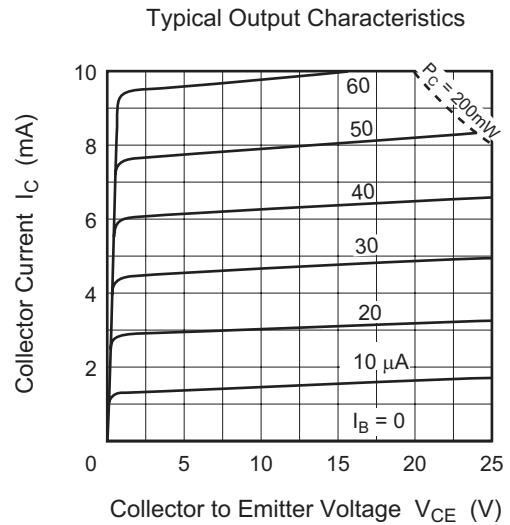 Typical Output Characteristics
10
8
6
4
2
0
5
10
15
20
25
Collector Current I_C (mA)
P_C = 200mW
60
50
40
30
20
10 μA
I_B = 0
Collector to Emitter Voltage V_CE (V)